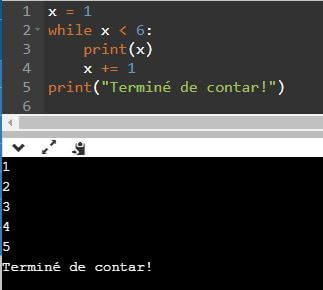 1 x = 1
2 while x < 6:
3     print(x)
4     x += 1
5 print("Terminé de contar!")
6
1
2
3
4
5
Terminé de contar!